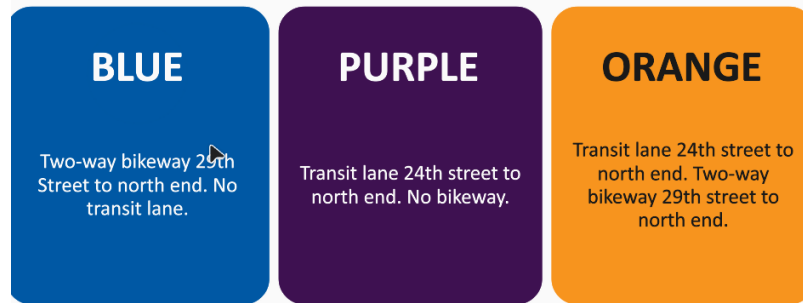 BLUE
Two-way bikeway 29th
Street to north end. No
transit lane.
PURPLE
Transit lane 24th street to
north end. No bikeway.
ORANGE
Transit lane 24th street to
north end. Two-way
bikeway 29th street to
north end.